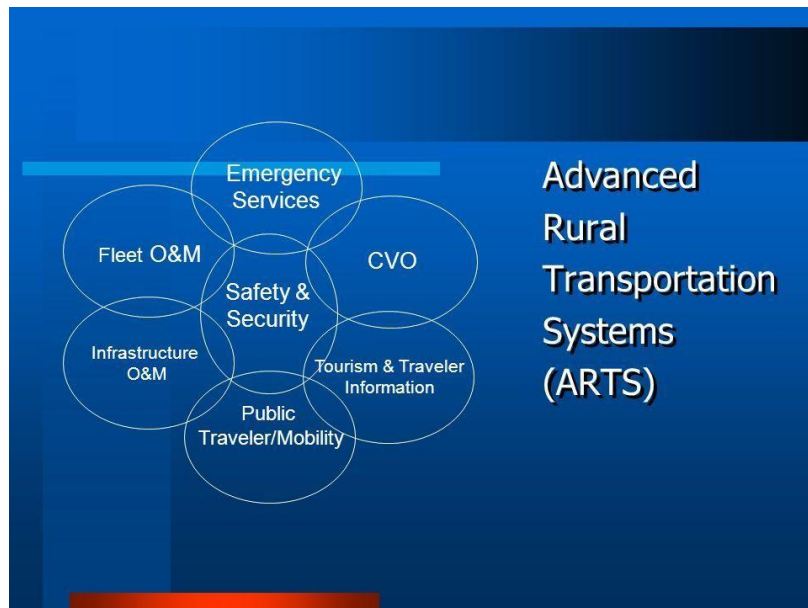 Emergency
Services
Fleet O&M
CVO
Safety &
Security
Infrastructure
O&M
Tourism & Traveler
Information
Public
Traveler/Mobility
Advanced
Rural
Transportation
Systems
(ARTS)